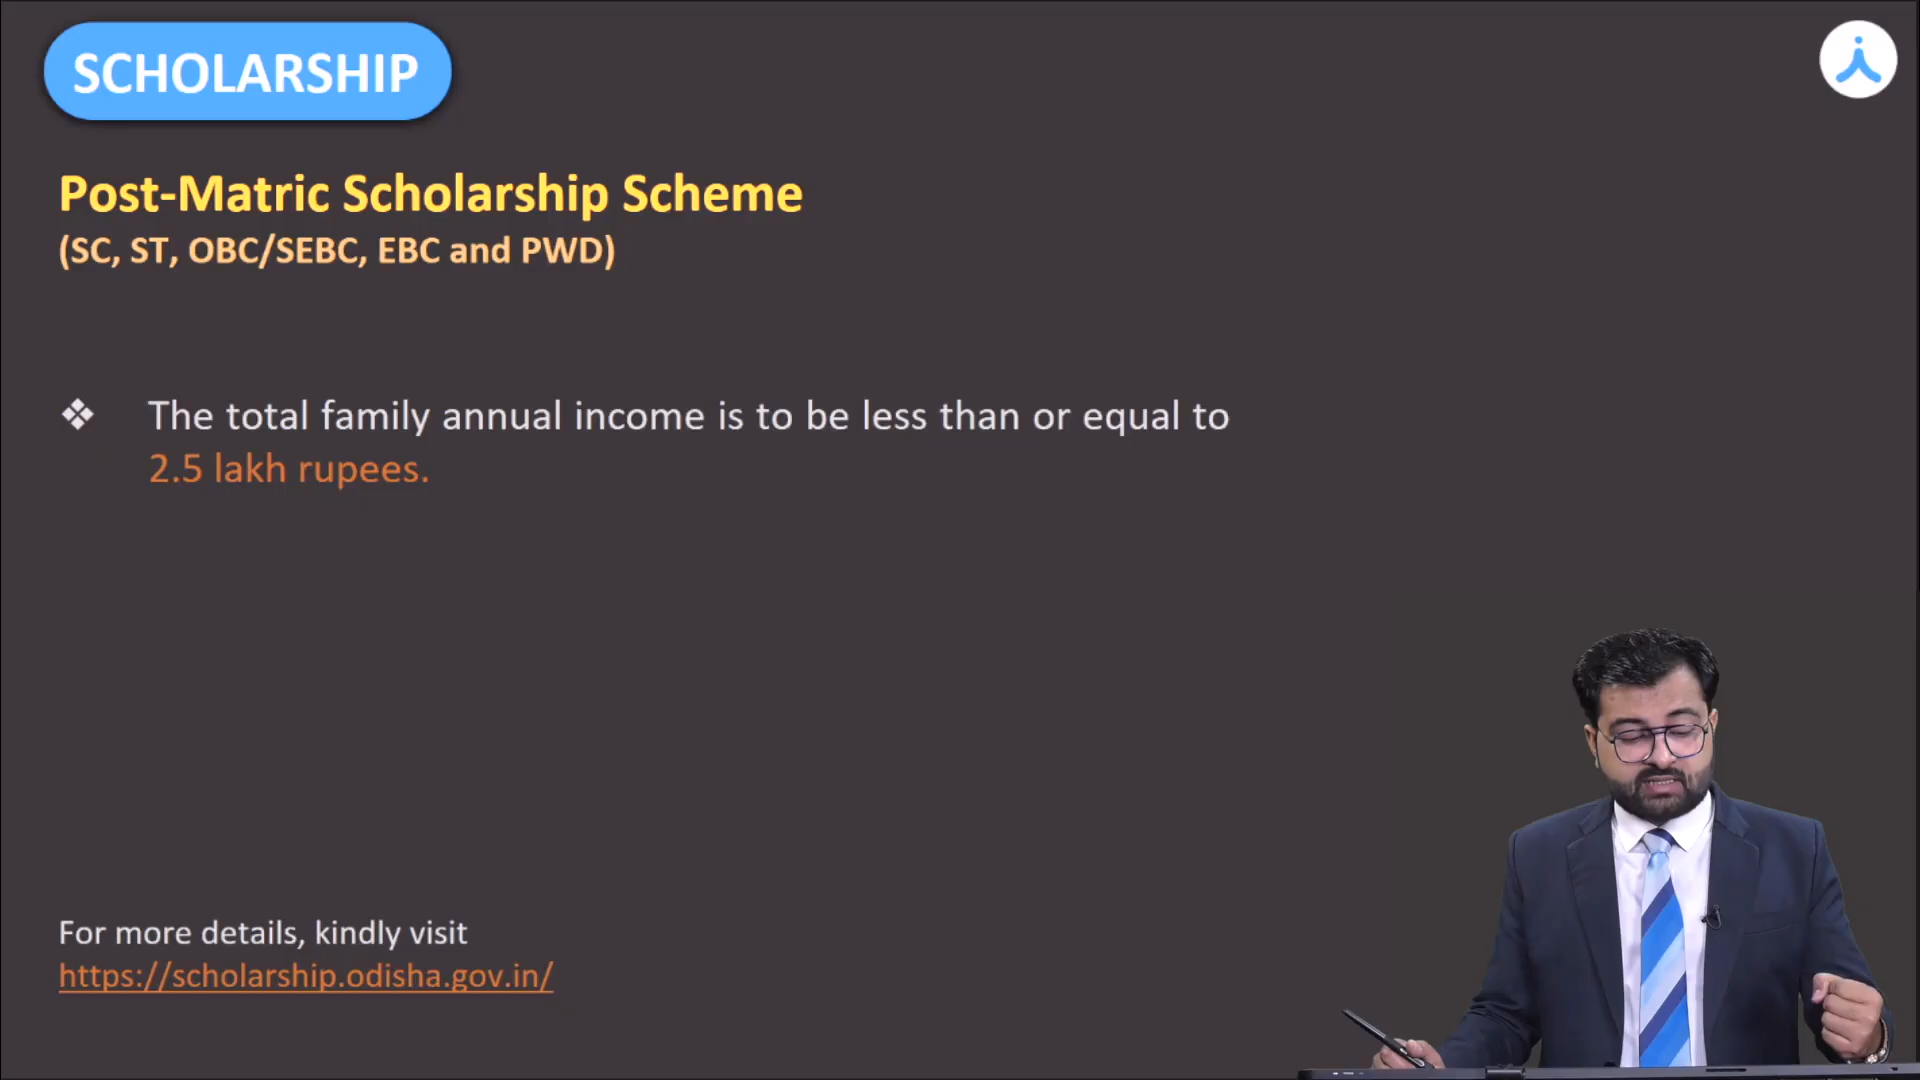 SCHOLARSHIP
Post-Matric Scholarship Scheme
(SC, ST, OBC/SEBC, EBC and PWD)
❖ The total family annual income is to be less than or equal to
2.5 lakh rupees.
For more details, kindly visit
https://scholarship.odisha.gov.in/